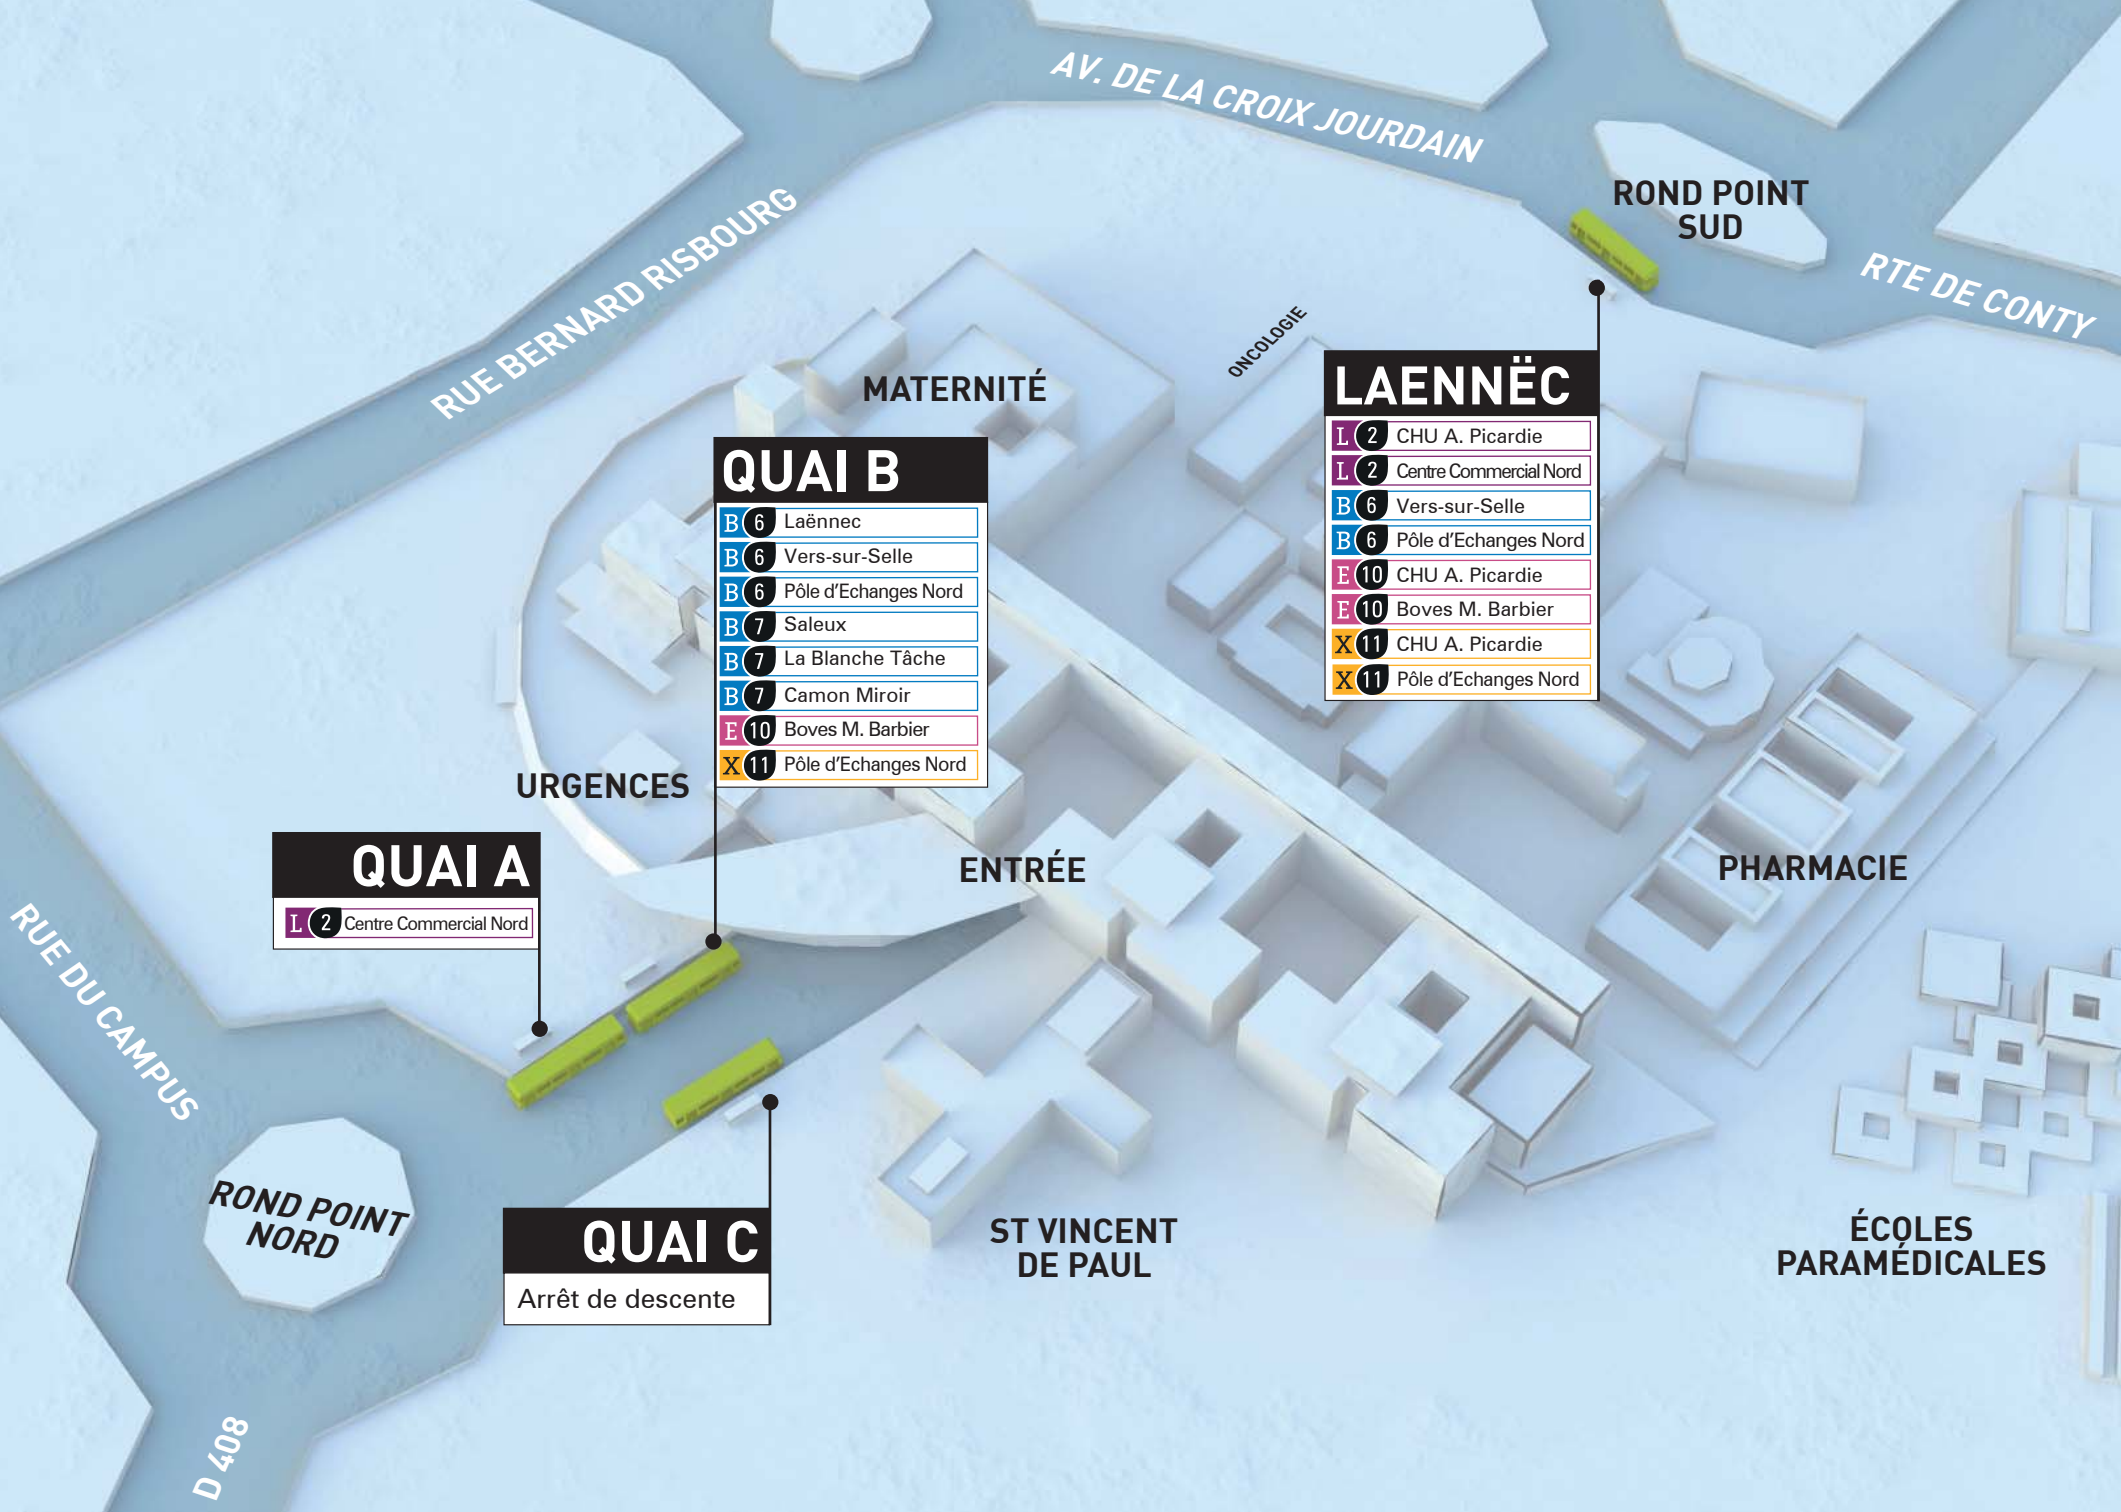 AV. DE LA CROIX JOURDAIN
ROND POINT
SUD
RTE DE CONTY
RUE BERNARD RISBOURG
ONCOLOGIE
MATERNITÉ
LAENNËC
L 2 CHU A. Picardie
L 2 Centre Commercial Nord
B 6 Vers-sur-Selle
B 6 Pôle d'Echanges Nord
E 10 CHU A. Picardie
E 10 Boves M. Barbier
X 11 CHU A. Picardie
X 11 Pôle d'Echanges Nord
QUAI B
B 6 Laënnec
B 6 Vers-sur-Selle
B 6 Pôle d'Echanges Nord
B 7 Saleux
B 7 La Blanche Tâche
B 7 Camon Miroir
E 10 Boves M. Barbier
X 11 Pôle d'Echanges Nord
URGENCES
QUAI A
L 2 Centre Commercial Nord
ENTRÉE
PHARMACIE
RUE DU CAMPUS
ROND POINT
NORD
QUAI C
Arrêt de descente
ST VINCENT
DE PAUL
ÉCOLES
PARAMÉDICALES
D 408